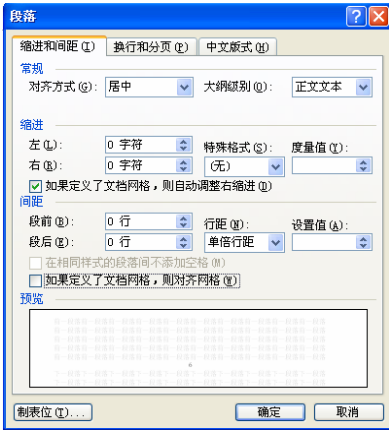 段落
缩进和间距(I) 换行和分页(P) 中文版式(H)
常规
对齐方式(G): 居中 大纲级别(O): 正文文本
缩进
左(L): 0 字符 特殊格式(S): 度量值(Y):
右(R): 0 字符 (无)
如果定义了文档网格，则自动调整右缩进(D)
间距
段前(B): 0 行 行距(N): 设置值(A):
段后(E): 0 行 单倍行距
在相同样式的段落间不添加空格(M)
如果定义了文档网格，则对齐网格(W)
预览
制表位(T)... 确定 取消